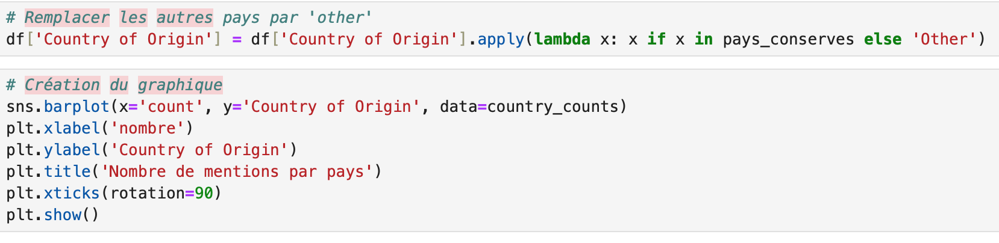 # Remplacer les autres pays par 'other'
df['Country of Origin'] = df['Country of Origin'].apply(lambda x: x if x in pays_conserves else 'Other')
# Création du graphique
sns.barplot(x='count', y='Country of Origin', data=country_counts)
plt.xlabel('nombre')
plt.ylabel('Country of Origin')
plt.title('Nombre de mentions par pays')
plt.xticks(rotation=90)
plt.show()